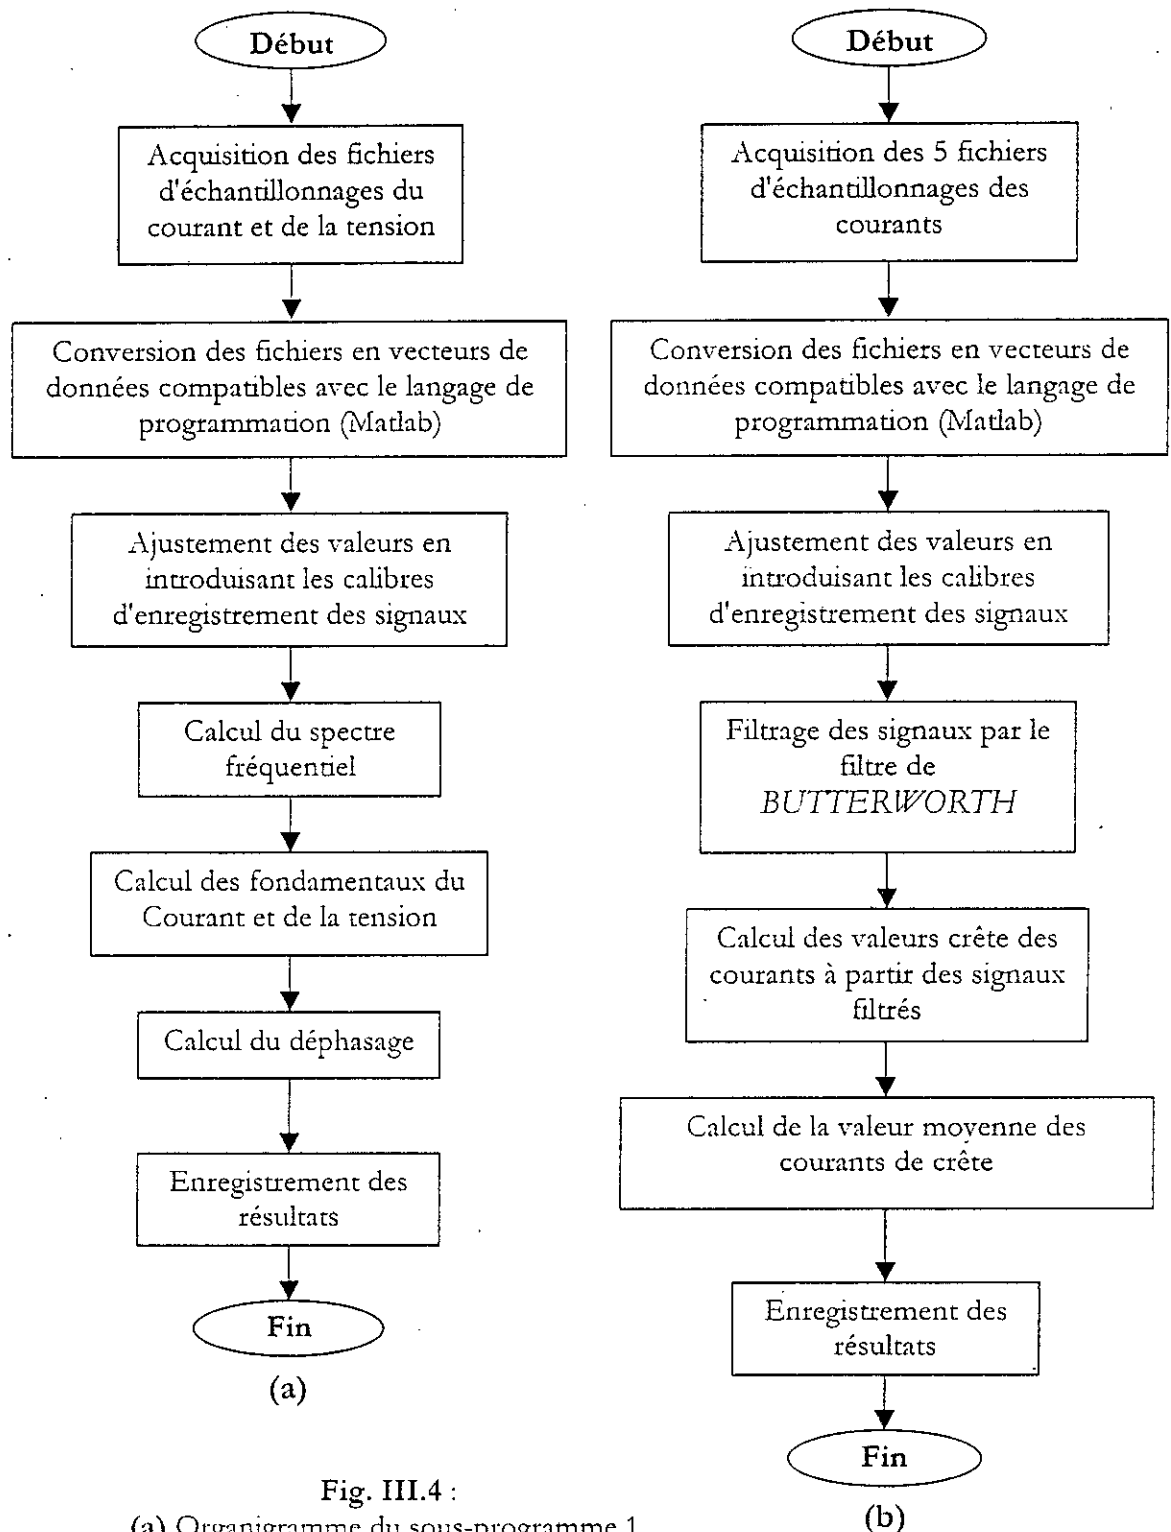 Début
Acquisition des fichiers
d'échantillonnages du
courant et de la tension
Conversion des fichiers en vecteurs de
données compatibles avec le langage de
programmation (Matlab)
Ajustement des valeurs en
introduisant les calibres
d'enregistrement des signaux
Calcul du spectre
fréquentiel
Calcul des fondamentaux du
Courant et de la tension
Calcul du déphasage
Enregistrement des
résultats
Fin
(a)
Début
Acquisition des 5 fichiers
d'échantillonnages des
courants
Conversion des fichiers en vecteurs de
données compatibles avec le langage de
programmation (Matlab)
Ajustement des valeurs en
introduisant les calibres
d'enregistrement des signaux
Filtrage des signaux par le
filtre de
BUTTERWORTH
Calcul des valeurs crête des
courants à partir des signaux
filtrés
Calcul de la valeur moyenne des
courants de crête
Enregistrement des
résultats
Fin
(b)
Fig. III.4 :
(a) Organigramme du sous-programme 1